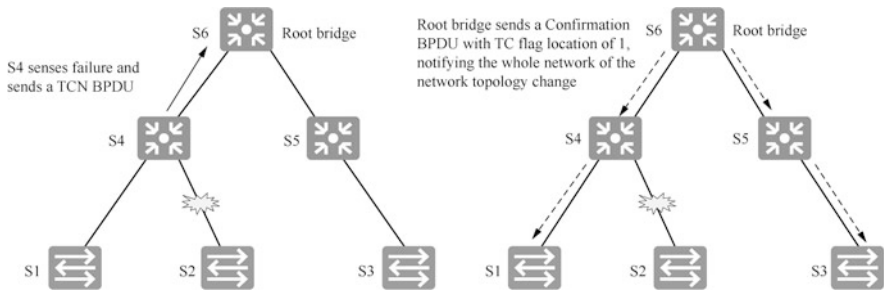 S6
Root bridge
S4 senses failure and
sends a TCN BPDU
S4
S5
S1
S2
S3
Root bridge sends a Confirmation
BPDU with TC flag location of 1,
notifying the whole network of the
network topology change
S6
Root bridge
S4
S5
S1
S2
S3